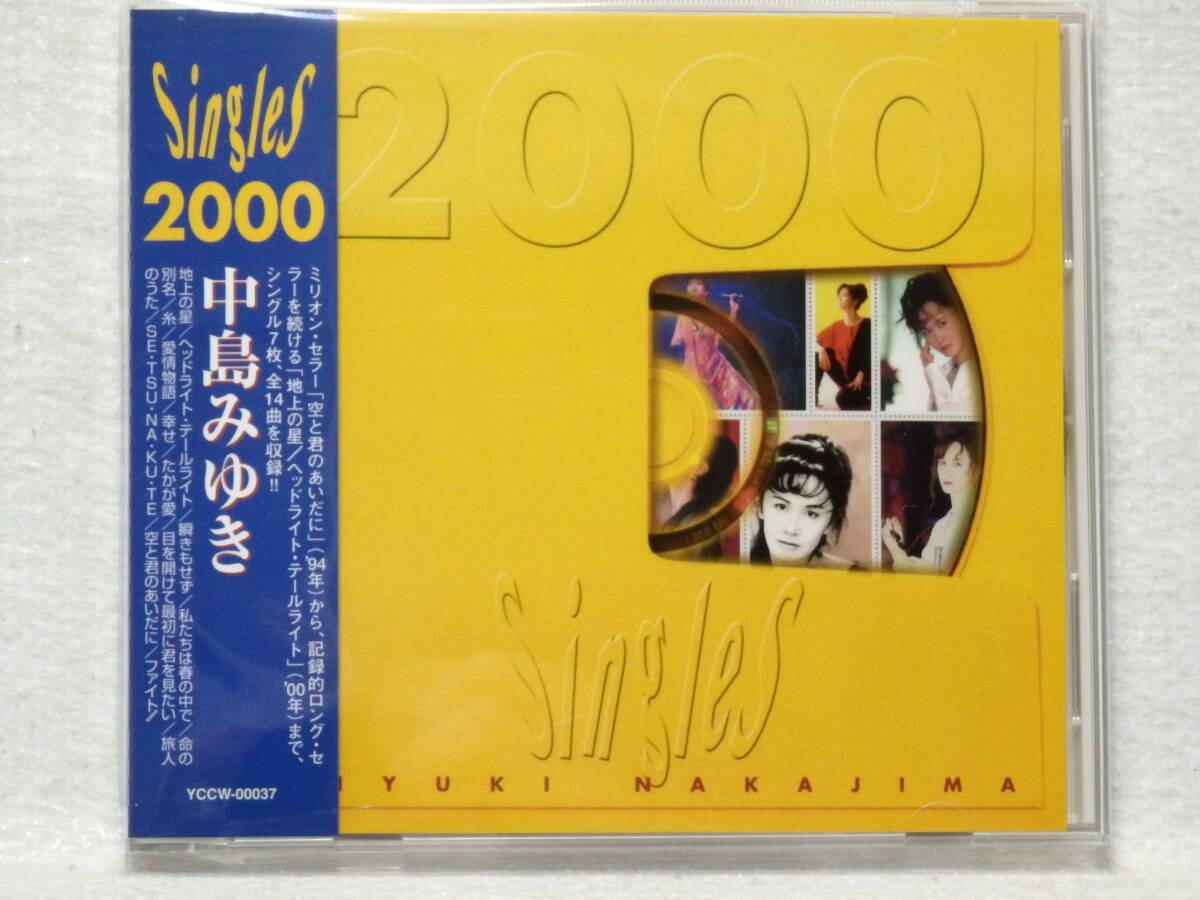 Singles
2000
中島みゆき
ミリオン・セラー「空と君のあいだに」('94年)から、記録的ロング・セ
ラーを続ける「地上の星／ヘッドライト・テールライト」('00年)まで、
シングル7枚、全14曲を収録!!
地上の星／ヘッドライト・テールライト／瞬きもせず／私たちは春の中で／命の
別名／糸／愛情物語／幸せ／たかが愛／目を開けて最初に君を見たい／旅人
のうた／SE・TSU・NA・KU・TE／空と君のあいだに／ファイト!
YCCW-00037
2000
Singles
IYUKI NAKAJIMA